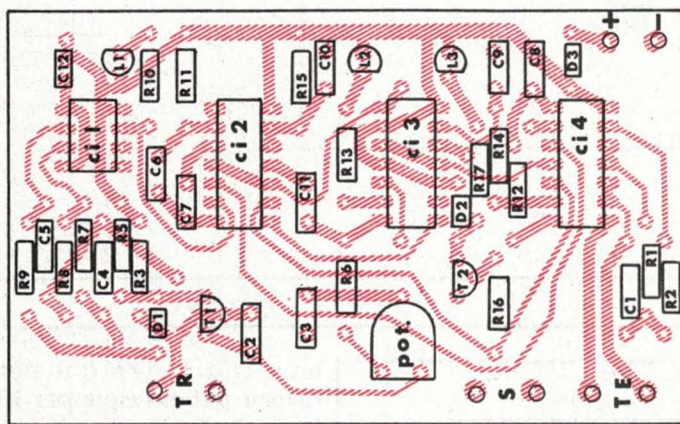 + -
C12
L1
R10
R11
R15
C10
L2
L3
C9
C8
D3
ci 1
ci 2
ci 3
ci 4
C6
C7
C11
R13
R14
R17
R12
D2
R9
C5
R8
R7
C4
R5
R3
D1
T1
C2
C3
R6
pot.
T2
R16
C1
R1
R2
TR
S
TE